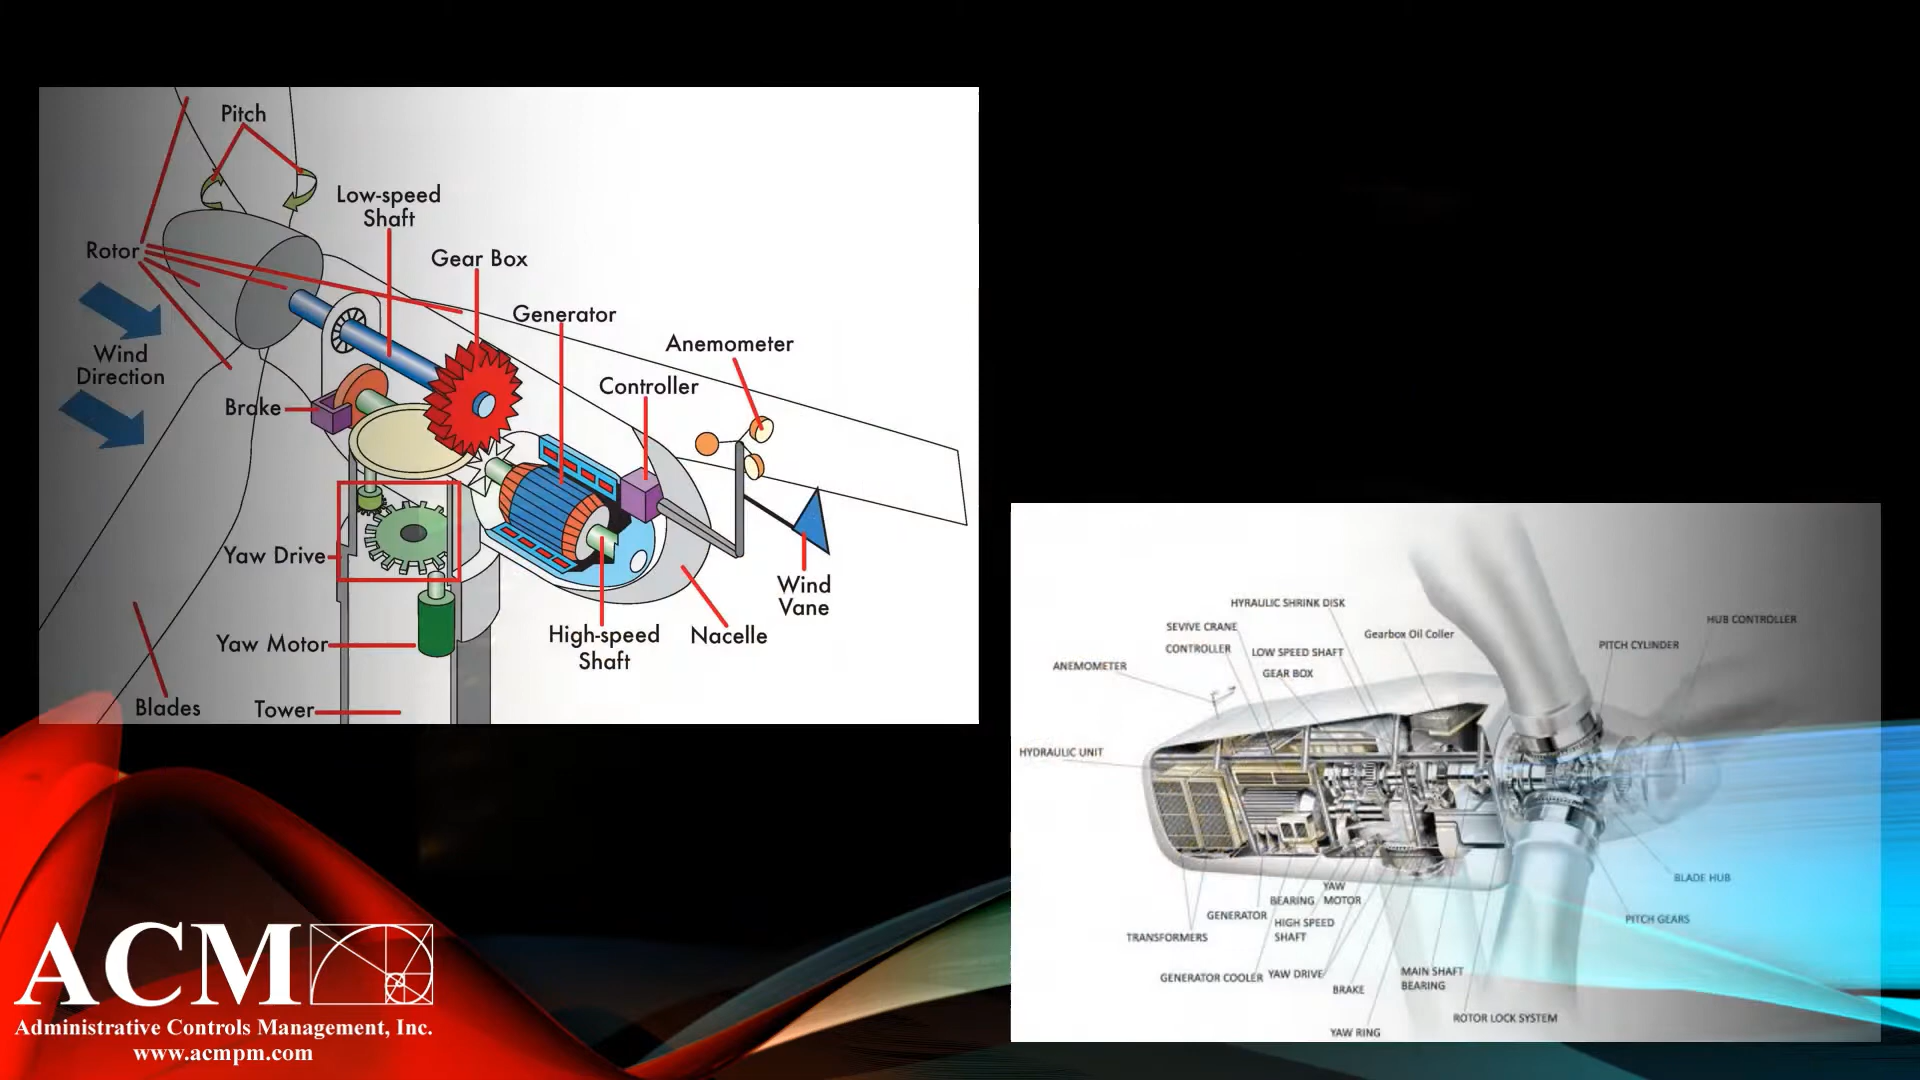 Pitch
Low-speed
Shaft
Rotor
Gear Box
Generator
Anemometer
Wind
Direction
Controller
Brake
Yaw Drive
Wind
Vane
High-speed
Shaft
Nacelle
Yaw Motor
Blades
Tower
HYRAULIC SHRINK DISK
SEVIVE CRANE
Gearbox Oil Coller
HUB CONTROLLER
CONTROLLER
LOW SPEED SHAFT
PITCH CYLINDER
ANEMOMETER
GEAR BOX
HYDRAULIC UNIT
BLADE HUB
YAW
MOTOR
BEARING
GENERATOR
HIGH SPEED
SHAFT
PITCH GEARS
TRANSFORMERS
GENERATOR COOLER
YAW DRIVE
MAIN SHAFT
BEARING
BRAKE
ROTOR LOCK SYSTEM
YAW RING
ACM
Administrative Controls Management, Inc.
www.acmpm.com